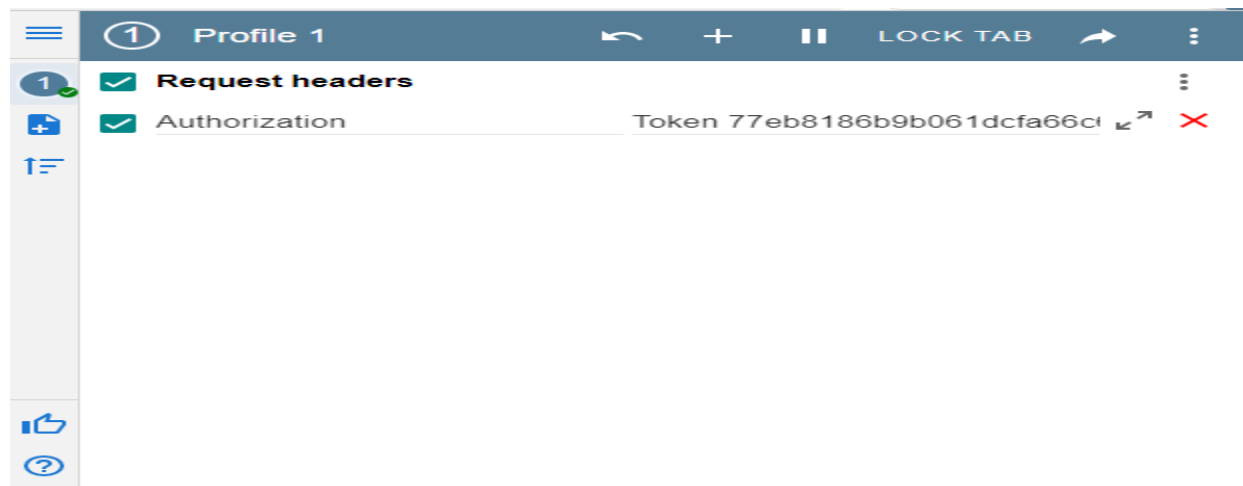 1 Profile 1 LOCK TAB
1 Request headers
Authorization Token 77eb8186b9b061dcfa66c
?